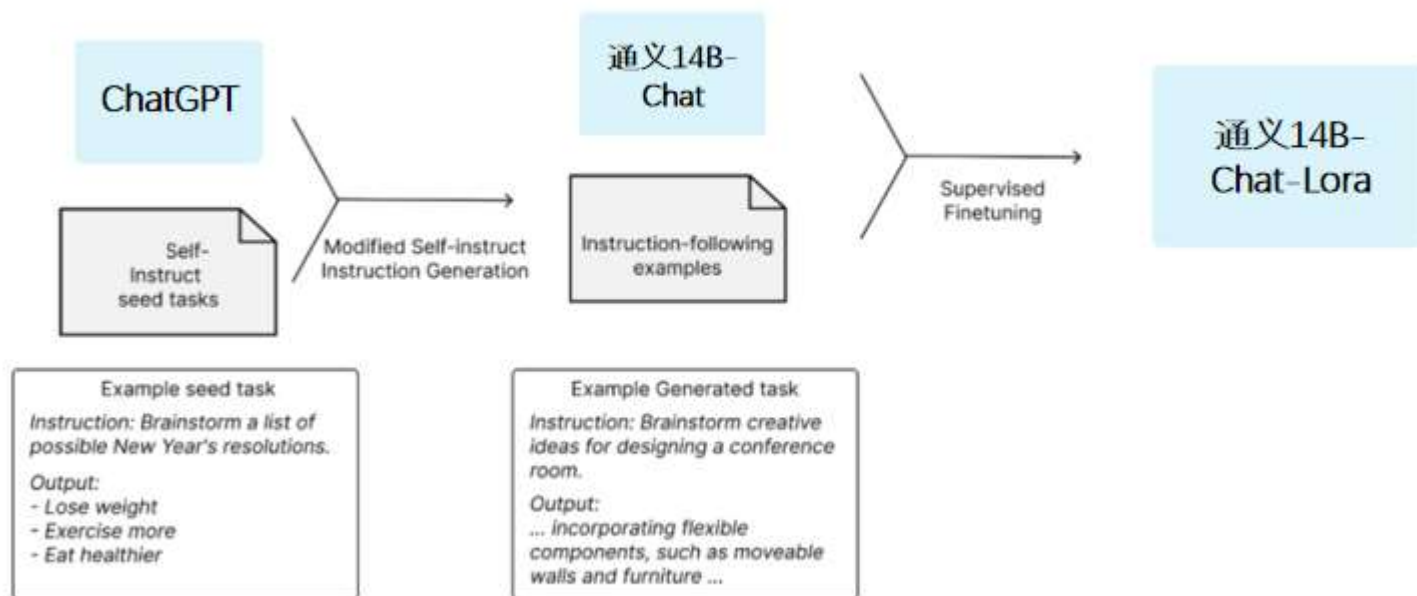 ChatGPT
Self-
Instruct
seed tasks
Modified Self-instruct
Instruction Generation
通义14B-
Chat
Instruction-following
examples
Supervised
Finetuning
通义14B-
Chat-Lora
Example seed task
Instruction: Brainstorm a list of
possible New Year's resolutions.
Output:
- Lose weight
- Exercise more
- Eat healthier
Example Generated task
Instruction: Brainstorm creative
ideas for designing a conference
room.
Output:
... incorporating flexible
components, such as moveable
walls and furniture ...